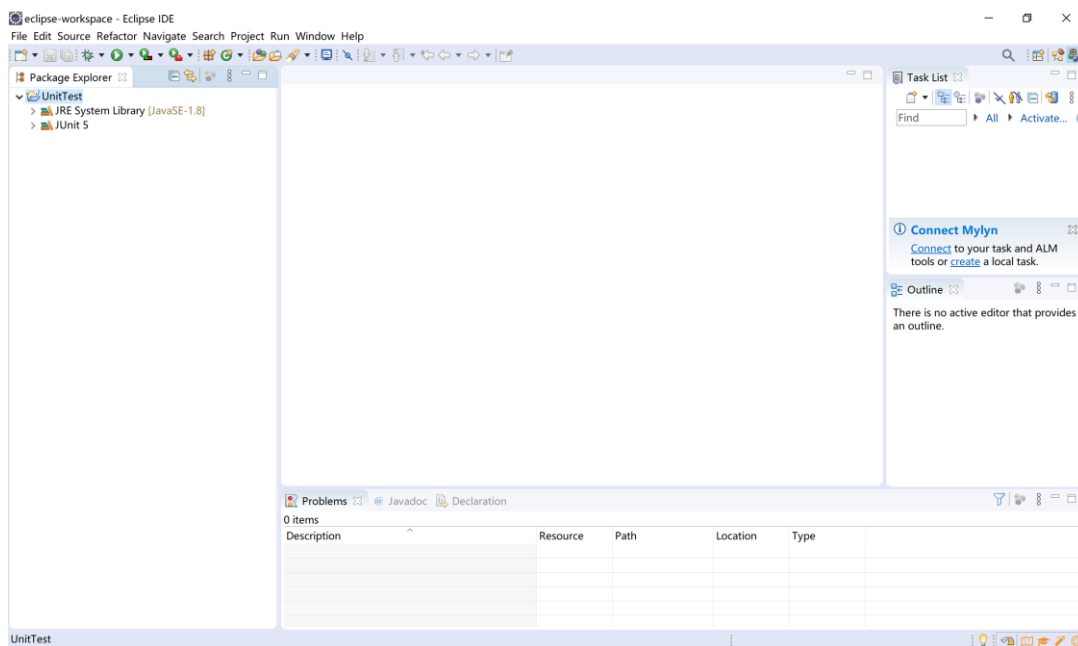 eclipse-workspace - Eclipse IDE
File Edit Source Refactor Navigate Search Project Run Window Help
Package Explorer
UnitTest
JRE System Library [JavaSE-1.8]
JUnit 5
Task List
Find All Activate...
Connect Mylyn
Connect to your task and ALM
tools or create a local task.
Outline
There is no active editor that provides
an outline.
Problems @ Javadoc Declaration
0 items
Description Resource Path Location Type
UnitTest